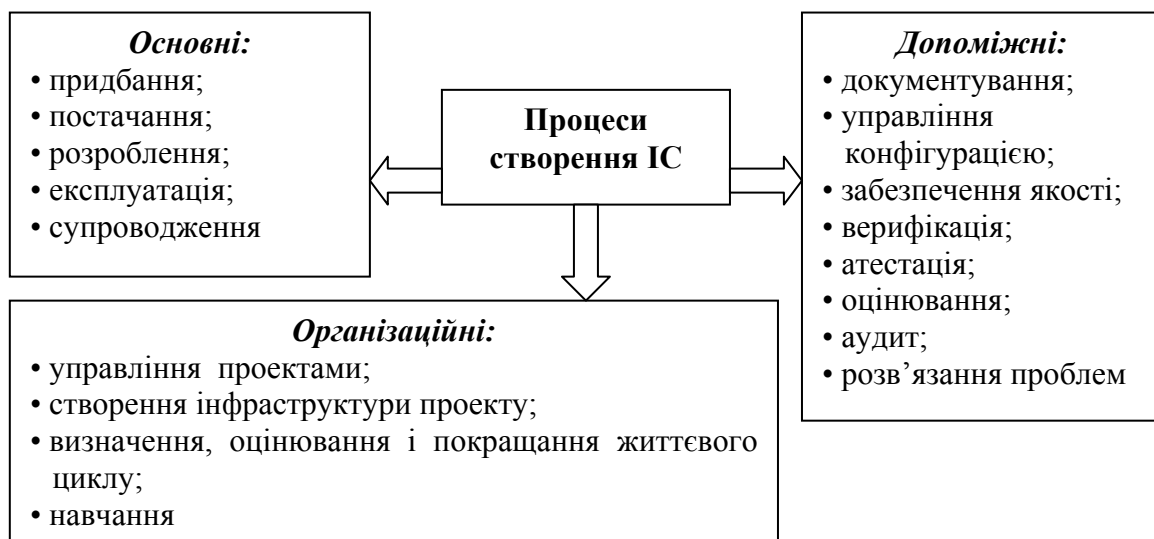 Основні:
• придбання;
• постачання;
• розроблення;
• експлуатація;
• супроводження
Процеси
створення ІС
Допоміжні:
• документування;
• управління
конфігурацією;
• забезпечення якості;
• верифікація;
• атестація;
• оцінювання;
• аудит;
• розв’язання проблем
Організаційні:
• управління проектами;
• створення інфраструктури проекту;
• визначення, оцінювання і покращання життєвого
циклу;
• навчання